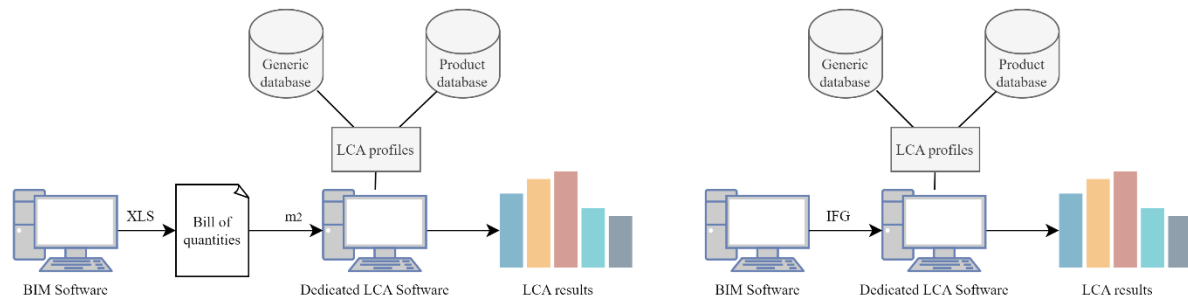 Generic
database
Product
database
LCA profiles
XLS
Bill of
quantities
m2
BIM Software
Dedicated LCA Software
LCA results
Generic
database
Product
database
LCA profiles
IFG
BIM Software
Dedicated LCA Software
LCA results